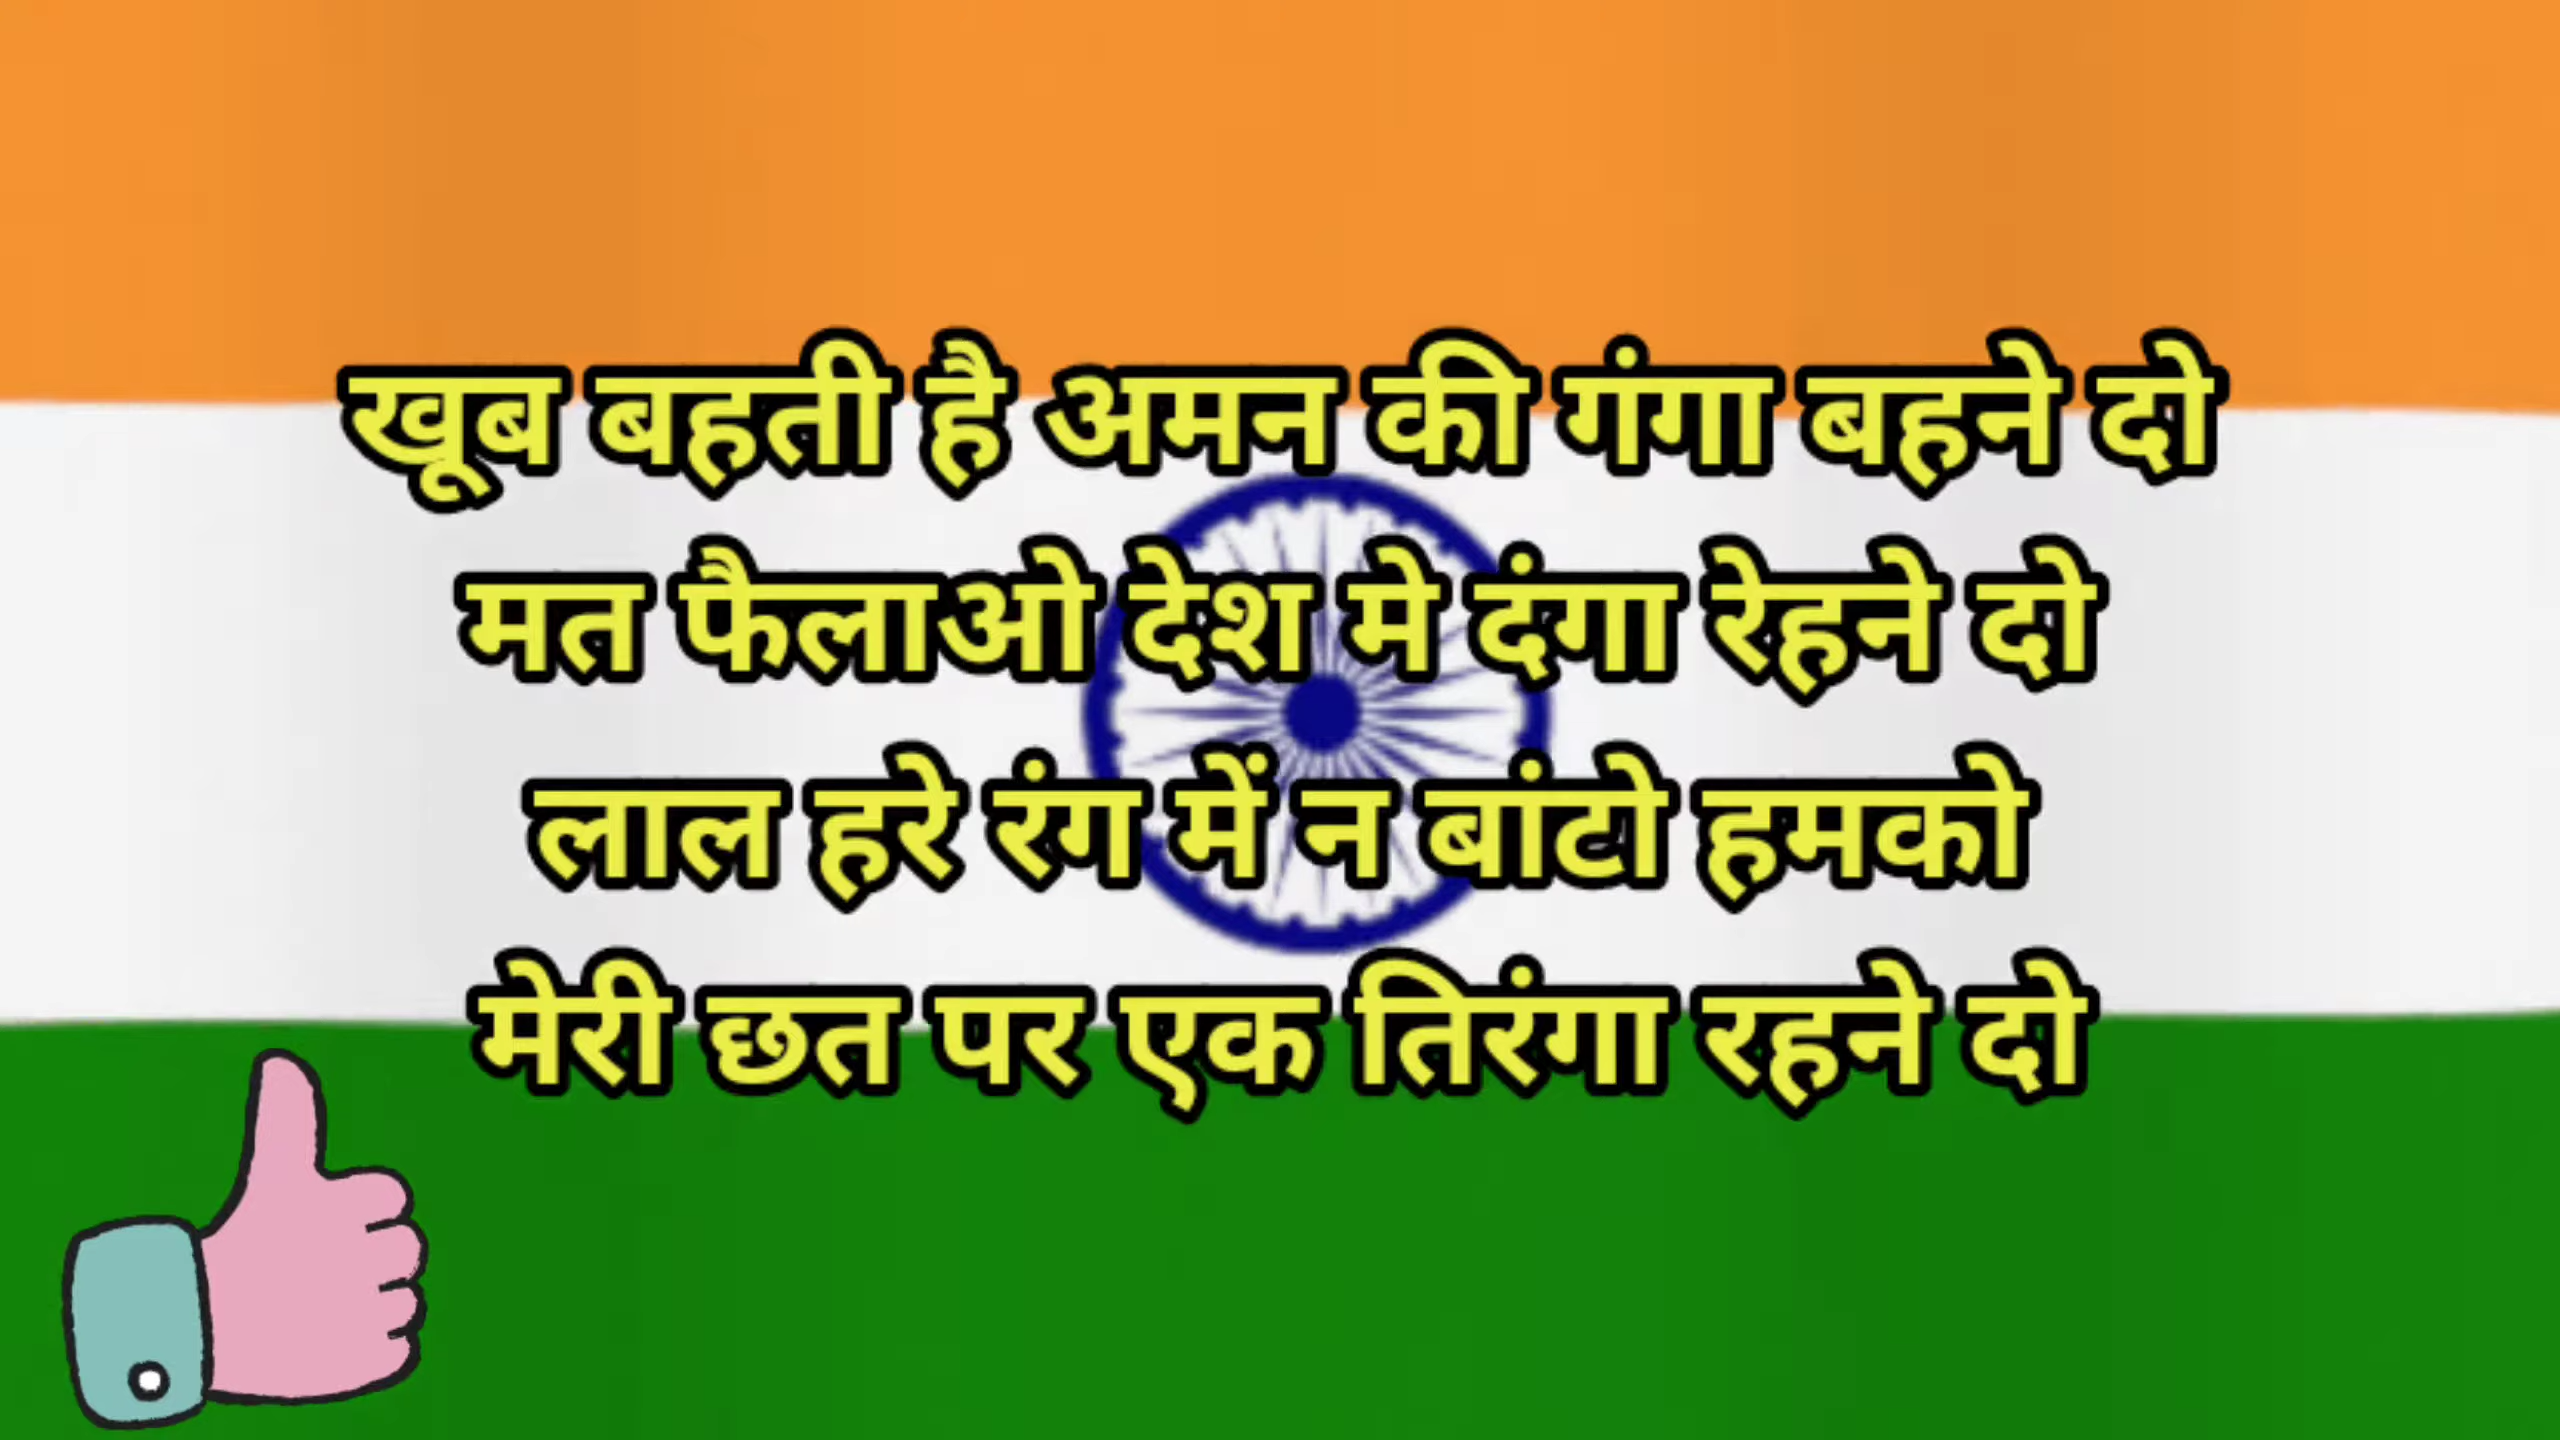 खूब बहती है अमन की गंगा बहने दो
मत फैलाओ देश मे दंगा रेहने दो
लाल हरे रंग में न बांटो हमको
मेरी छत पर एक तिरंगा रहने दो